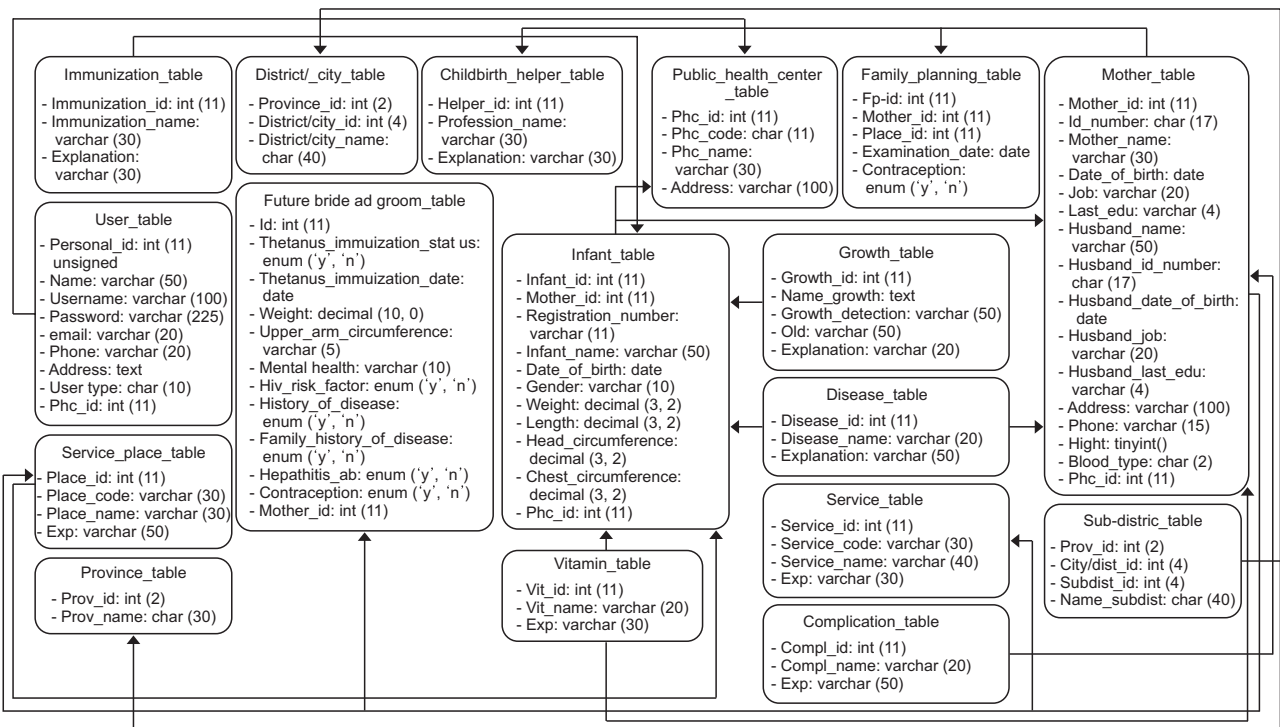 Immunization_table
- Immunization_id: int (11)
- Immunization_name:
varchar (30)
- Explanation:
varchar (30)
District/_city_table
- Province_id: int (2)
- District/city_id: int (4)
- District/city_name:
char (40)
Childbirth_helper_table
- Helper_id: int (11)
- Profession_name:
varchar (30)
- Explanation: varchar (30)
Public_health_center
_table
- Phc_id: int (11)
- Phc_code: char (11)
- Phc_name:
varchar (30)
- Address: varchar (100)
Family_planning_table
- Fp-id: int (11)
- Mother_id: int (11)
- Place_id: int (11)
- Examination_date: date
- Contraception:
enum (‘y’, ‘n’)
Mother_table
- Mother_id: int (11)
- Id_number: char (17)
- Mother_name:
varchar (30)
- Date_of_birth: date
- Job: varchar (20)
- Last_edu: varchar (4)
- Husband_name:
varchar (50)
- Husband_id_number:
char (17)
- Husband_date_of_birth:
date
- Husband_job:
varchar (20)
- Husband_last_edu:
varchar (4)
- Address: varchar (100)
- Phone: varchar (15)
- Hight: tinyint()
- Blood_type: char (2)
- Phc_id: int (11)
User_table
- Personal_id: int (11)
unsigned
- Name: varchar (50)
- Username: varchar (100)
- Password: varchar (225)
- email: varchar (20)
- Phone: varchar (20)
- Address: text
- User type: char (10)
- Phc_id: int (11)
Future bride ad groom_table
- Id: int (11)
- Thetanus_immuization_stat us:
enum (‘y’, ‘n’)
- Thetanus_immuization_date:
date
- Weight: decimal (10, 0)
- Upper_arm_circumference:
varchar (5)
- Mental health: varchar (10)
- Hiv_risk_factor: enum (‘y’, ‘n’)
- History_of_disease:
enum (‘y’, ‘n’)
- Family_history_of_disease:
enum (‘y’, ‘n’)
- Hepathitis_ab: enum (‘y’, ‘n’)
- Contraception: enum (‘y’, ‘n’)
- Mother_id: int (11)
Infant_table
- Infant_id: int (11)
- Mother_id: int (11)
- Registration_number:
varchar (11)
- Infant_name: varchar (50)
- Date_of_birth: date
- Gender: varchar (10)
- Weight: decimal (3, 2)
- Length: decimal (3, 2)
- Head_circumference:
decimal (3, 2)
- Chest_circumference:
decimal (3, 2)
- Phc_id: int (11)
Growth_table
- Growth_id: int (11)
- Name_growth: text
- Growth_detection: varchar (50)
- Old: varchar (50)
- Explanation: varchar (20)
Disease_table
- Disease_id: int (11)
- Disease_name: varchar (20)
- Explanation: varchar (50)
Service_place_table
- Place_id: int (11)
- Place_code: varchar (30)
- Place_name: varchar (30)
- Exp: varchar (50)
Service_table
- Service_id: int (11)
- Service_code: varchar (30)
- Service_name: varchar (40)
- Exp: varchar (30)
Sub-distric_table
- Prov_id: int (2)
- City/dist_id: int (4)
- Subdist_id: int (4)
- Name_subdist: char (40)
Province_table
- Prov_id: int (2)
- Prov_name: char (30)
Vitamin_table
- Vit_id: int (11)
- Vit_name: varchar (20)
- Exp: varchar (30)
Complication_table
- Compl_id: int (11)
- Compl_name: varchar (20)
- Exp: varchar (50)